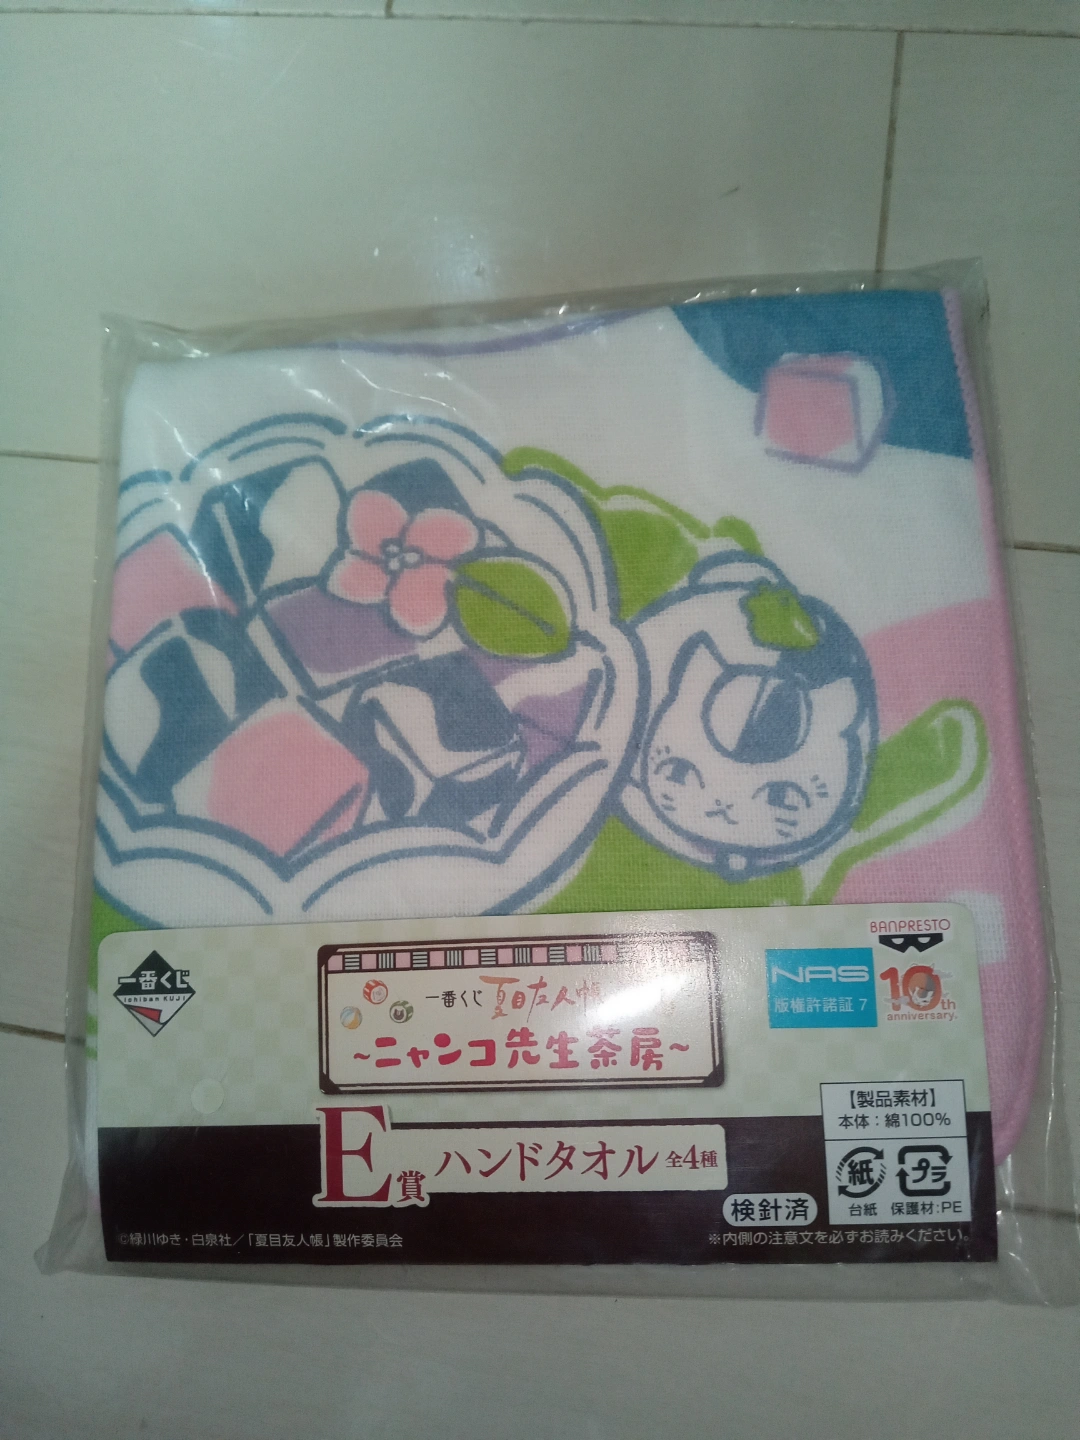 BANPRESTO
一番くじ
Ichiban KUJI
一番くじ 夏目友人帳
～ニャンコ先生茶房～
NAS
版権許諾証 7
10th
anniversary.
【製品素材】
本体：綿100%
紙
プラ
台紙 保護材:PE
E賞 ハンドタオル 全4種
検針済
©緑川ゆき・白泉社／「夏目友人帳」製作委員会
※内側の注意文を必ずお読みください。